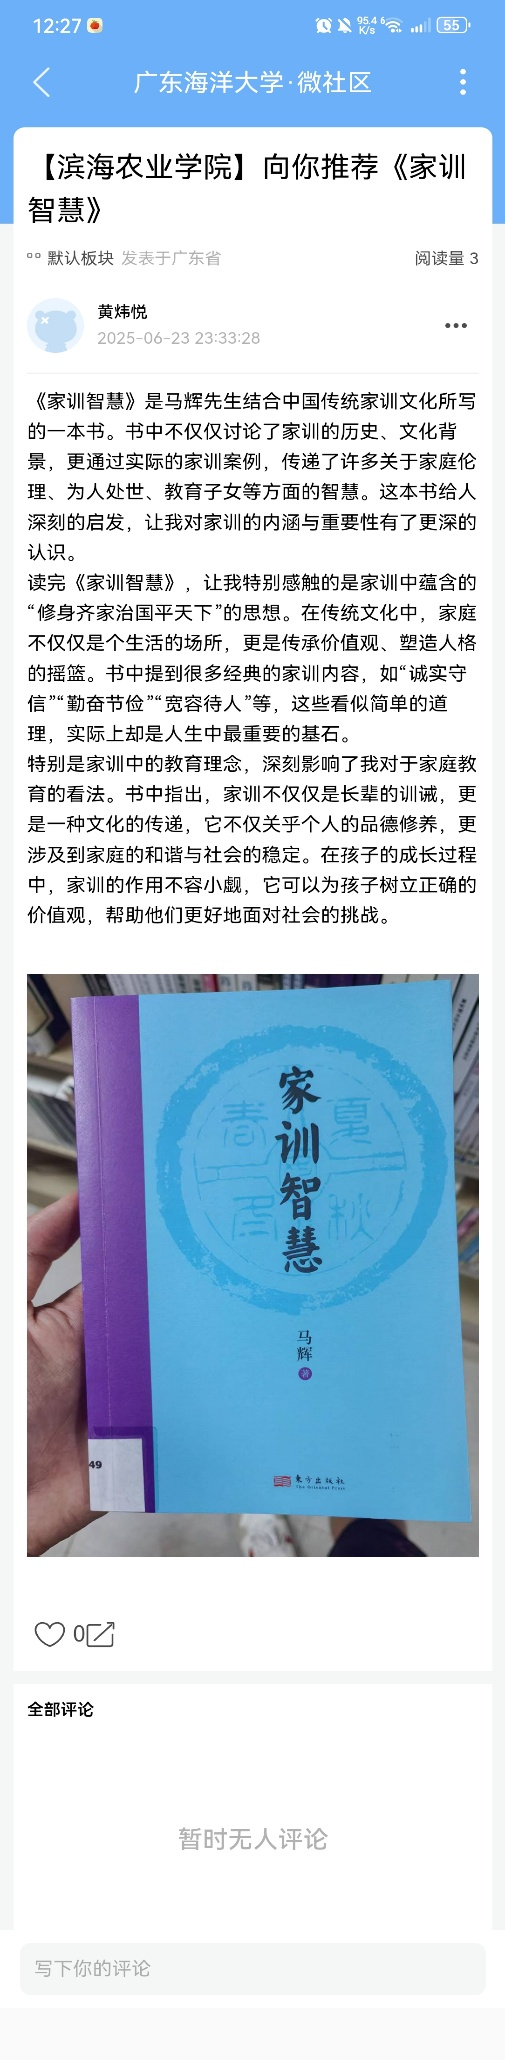 12:27
95.4 6
K/s
55
广东海洋大学·微社区
【滨海农业学院】向你推荐《家训
智慧》
默认板块 发表于广东省 阅读量 3
黄炜悦
2025-06-23 23:33:28
《家训智慧》是马辉先生结合中国传统家训文化所写
的一本书。书中不仅仅讨论了家训的历史、文化背
景，更通过实际的家训案例，传递了许多关于家庭伦
理、为人处世、教育子女等方面的智慧。这本书给人
深刻的启发，让我对家训的内涵与重要性有了更深的
认识。
读完《家训智慧》，让我特别感触的是家训中蕴含的
“修身齐家治国平天下”的思想。在传统文化中，家庭
不仅仅是个生活的场所，更是传承价值观、塑造人格
的摇篮。书中提到很多经典的家训内容，如“诚实守
信”“勤奋节俭”“宽容待人”等，这些看似简单的道
理，实际上却是人生中最重要的基石。
特别是家训中的教育理念，深刻影响了我对于家庭教
育的看法。书中指出，家训不仅仅是长辈的训诫，更
是一种文化的传递，它不仅关乎个人的品德修养，更
涉及到家庭的和谐与社会的稳定。在孩子的成长过程
中，家训的作用不容小觑，它可以为孩子树立正确的
价值观，帮助他们更好地面对社会的挑战。
家训智慧
春 夏
冬 秋
马辉
著
49
東方出版社
The Oriental Press
0
全部评论
暂时无人评论
写下你的评论